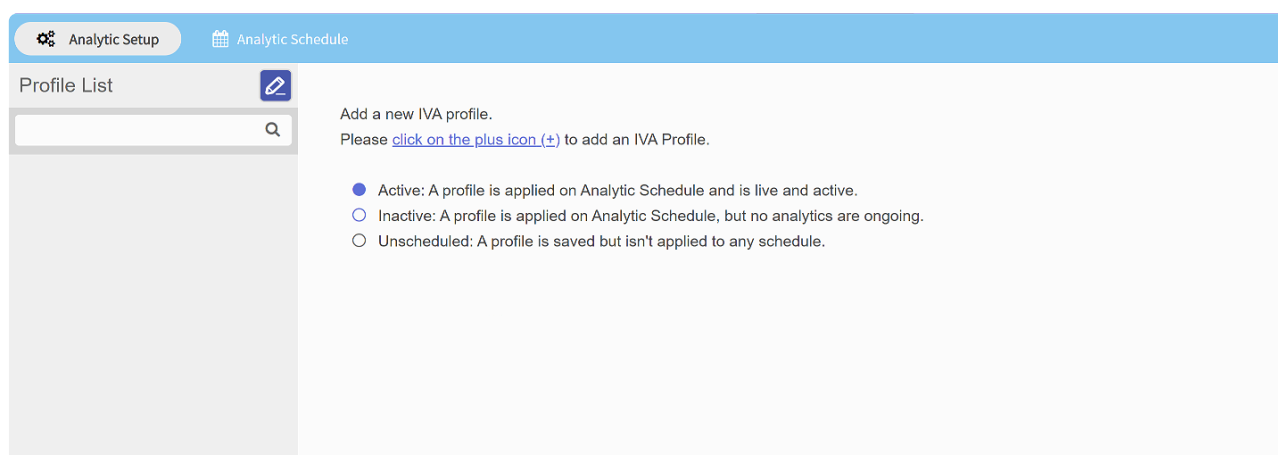 Analytic Setup
Analytic Schedule
Profile List
Add a new IVA profile.
Please click on the plus icon (+) to add an IVA Profile.
Active: A profile is applied on Analytic Schedule and is live and active.
Inactive: A profile is applied on Analytic Schedule, but no analytics are ongoing.
Unscheduled: A profile is saved but isn't applied to any schedule.